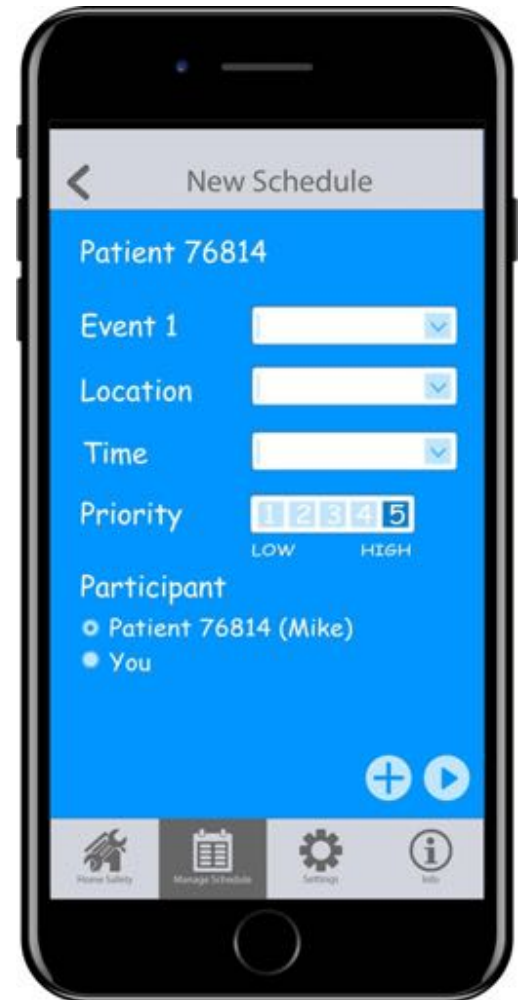 New Schedule
Patient 76814
Event 1
Location
Time
Priority 1 2 3 4 5
LOW HIGH
Participant
Patient 76814 (Mike)
You
Home Safety Manage Schedule Settings Info